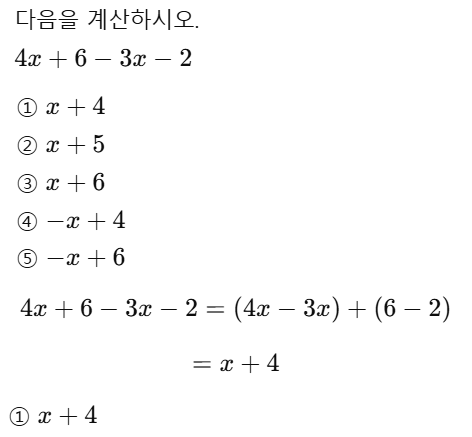 다음을 계산하시오.
4x + 6 − 3x − 2
① x + 4
② x + 5
③ x + 6
④ −x + 4
⑤ −x + 6
4x + 6 − 3x − 2 = (4x − 3x) + (6 − 2)
= x + 4
① x + 4